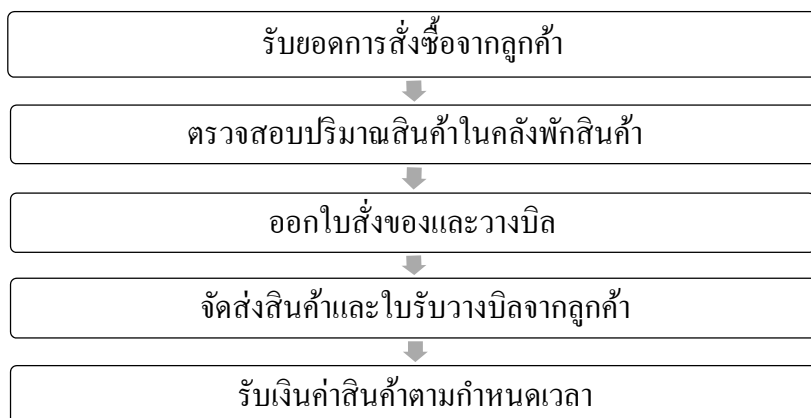 รับยอดการสั่งซื้อจากลูกค้า
ตรวจสอบปริมาณสินค้าในคลังพักสินค้า
ออกใบสั่งของและวางบิล
จัดส่งสินค้าและใบรับวางบิลจากลูกค้า
รับเงินค่าสินค้าตามกำหนดเวลา